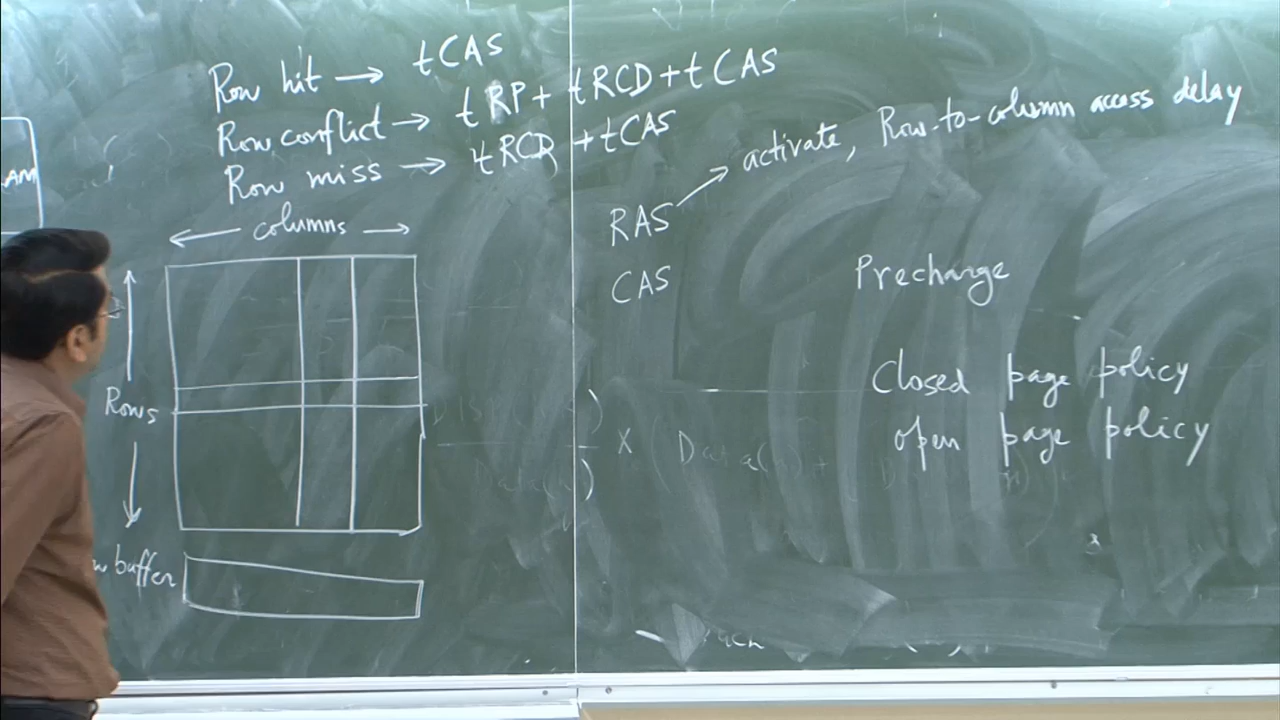 Row hit → tCAS
Row conflict → tRP + tRCD + tCAS
Row miss → tRCD + tCAS
AM
columns
Rows
buffer
RAS → activate, Row-to-column access delay
CAS
Precharge
Closed page policy
open page policy